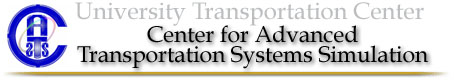 University Transportation Center
Center for Advanced
Transportation Systems Simulation